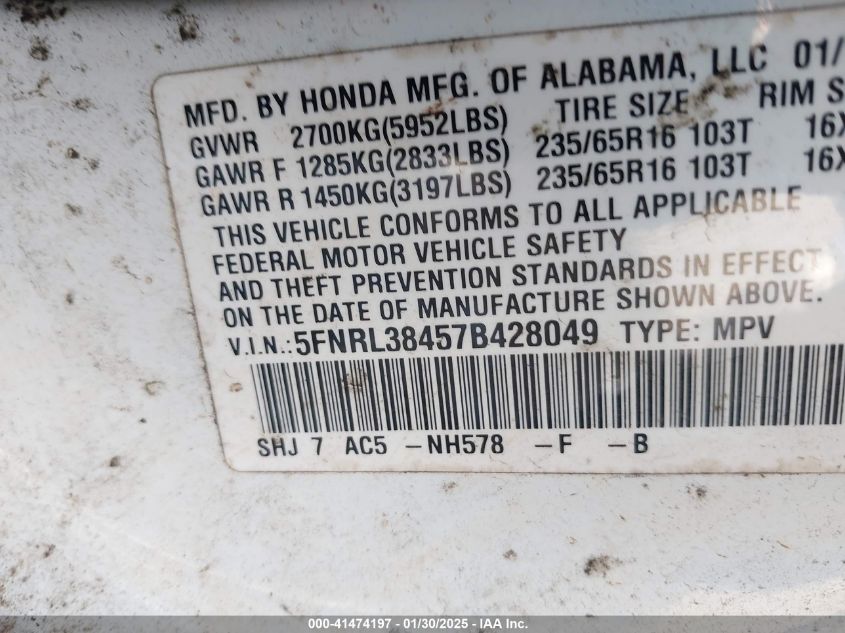 MFD. BY HONDA MFG. OF ALABAMA, LLC 01/
GVWR 2700KG(5952LBS) TIRE SIZE RIM S
GAWR F 1285KG(2833LBS) 235/65R16 103T 16X
GAWR R 1450KG(3197LBS) 235/65R16 103T 16X
THIS VEHICLE CONFORMS TO ALL APPLICABLE
FEDERAL MOTOR VEHICLE SAFETY
AND THEFT PREVENTION STANDARDS IN EFFECT
ON THE DATE OF MANUFACTURE SHOWN ABOVE.
V.I.N.:5FNRL38457B428049 TYPE: MPV
SHJ 7 AC5 -NH578 -F -B
000-41474197 - 01/30/2025 - IAA Inc.